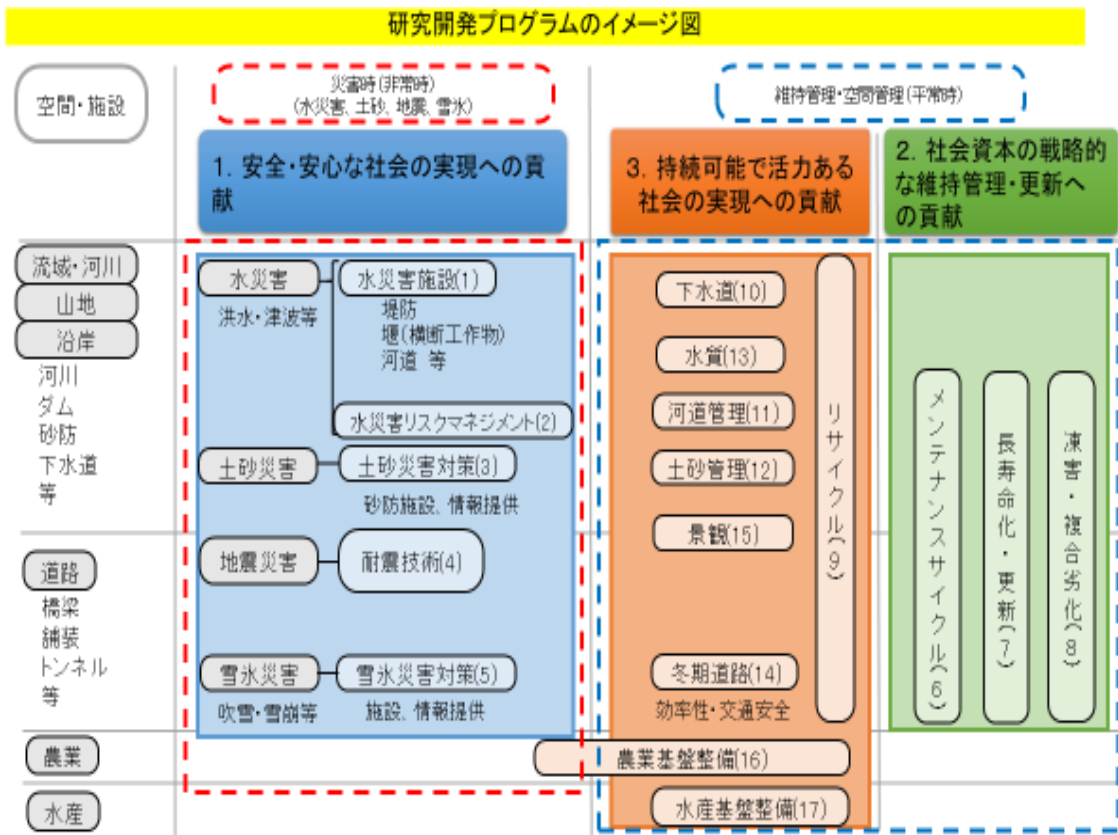 研究開発プログラムのイメージ図
空間・施設
災害時(非常時)
(水災害、土砂、地震、雪氷)
維持管理・空間管理(平常時)
1. 安全・安心な社会の実現への貢
献
3. 持続可能で活力ある
社会の実現への貢献
2. 社会資本の戦略的
な維持管理・更新へ
の貢献
流域・河川
山地
沿岸
河川
ダム
砂防
下水道
等
道路
橋梁
舗装
トンネル
等
農業
水産
水災害
洪水・津波等
水災害施設(1)
堤防
堰(横断工作物)
河道 等
水災害リスクマネジメント(2)
土砂災害
土砂災害対策(3)
砂防施設、情報提供
地震災害
耐震技術(4)
雪氷災害
吹雪・雪崩等
雪氷災害対策(5)
施設、情報提供
下水道(10)
水質(13)
河道管理(11)
土砂管理(12)
景観(15)
冬期道路(14)
効率性・交通安全
リサイクル(9)
農業基盤整備(16)
水産基盤整備(17)
メンテナンスサイクル(6)
長寿命化・更新(7)
凍害・複合劣化(8)